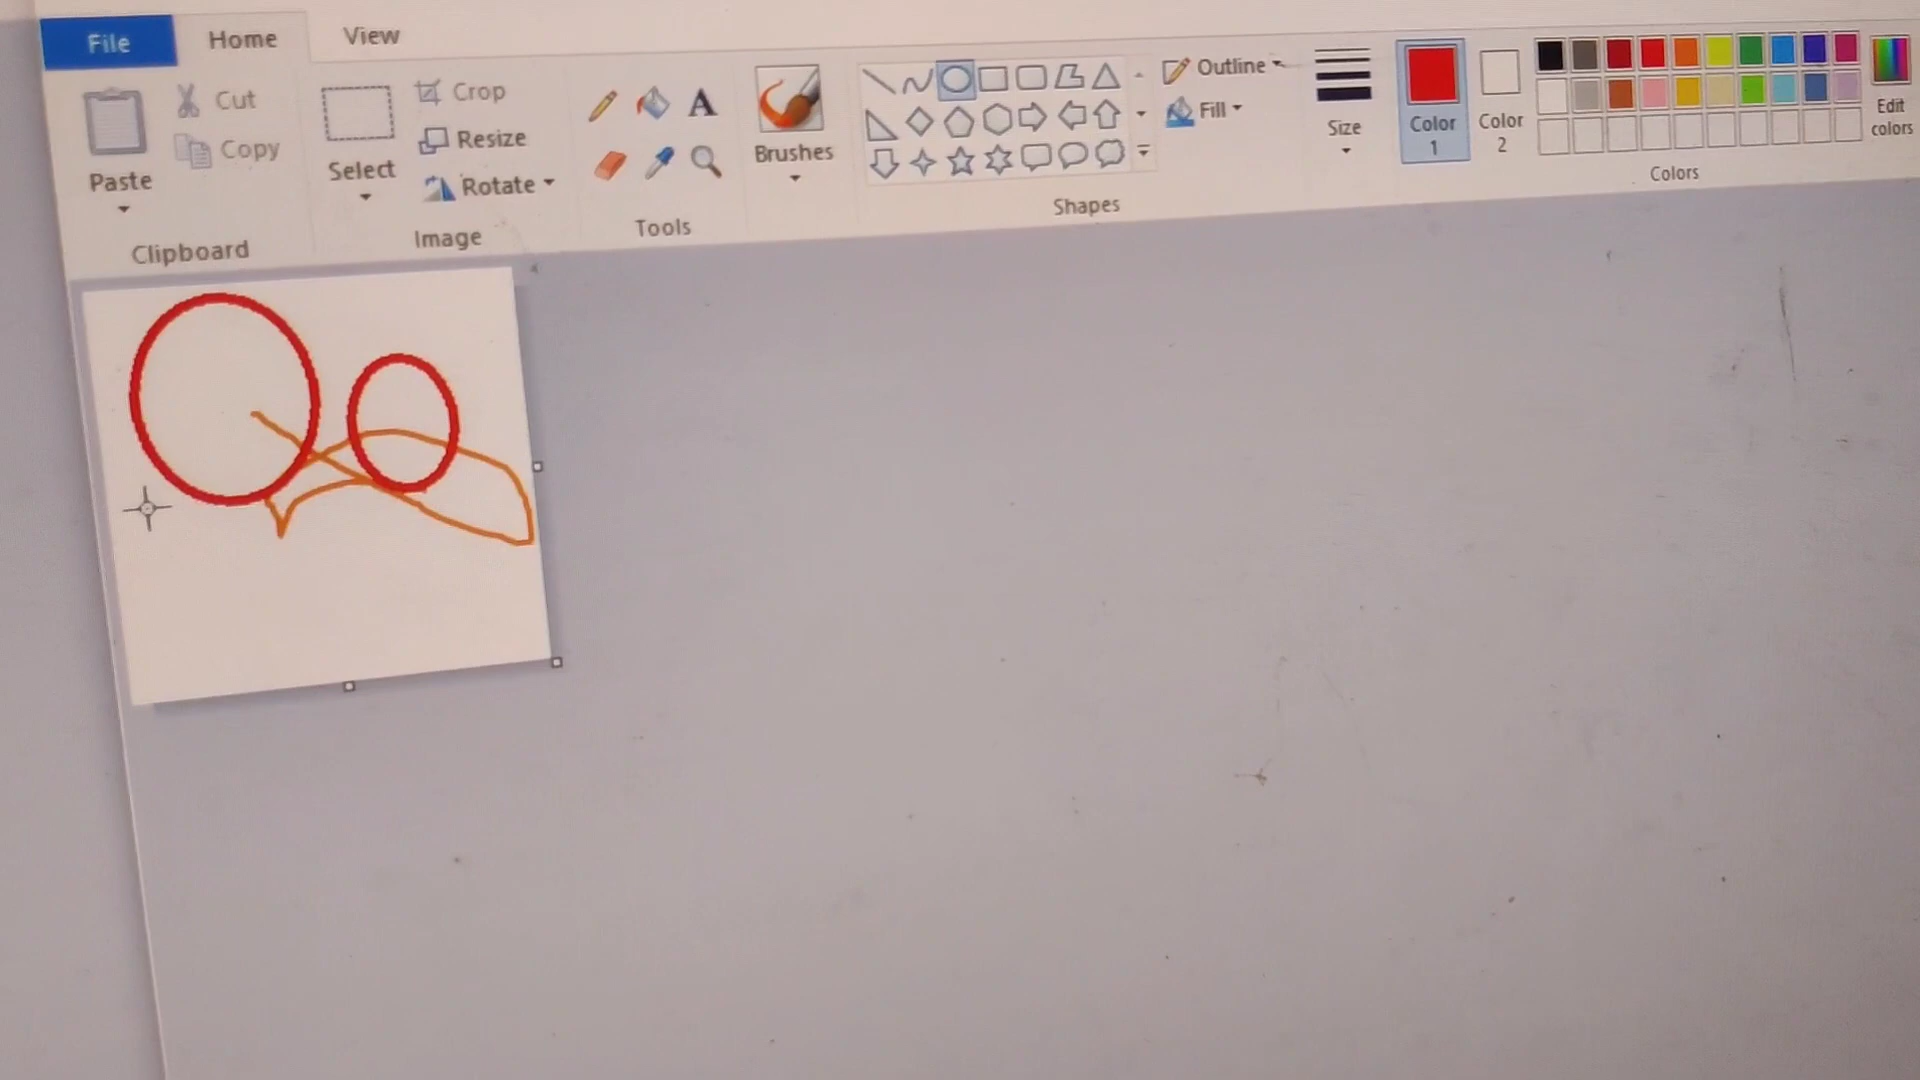 File Home View
Paste
Cut
Copy
Clipboard
Select
Crop
Resize
Rotate
Image
A
Tools
Brushes
Shapes
Outline
Fill
Size
Color
1
Color
2
Colors
Edit
colors